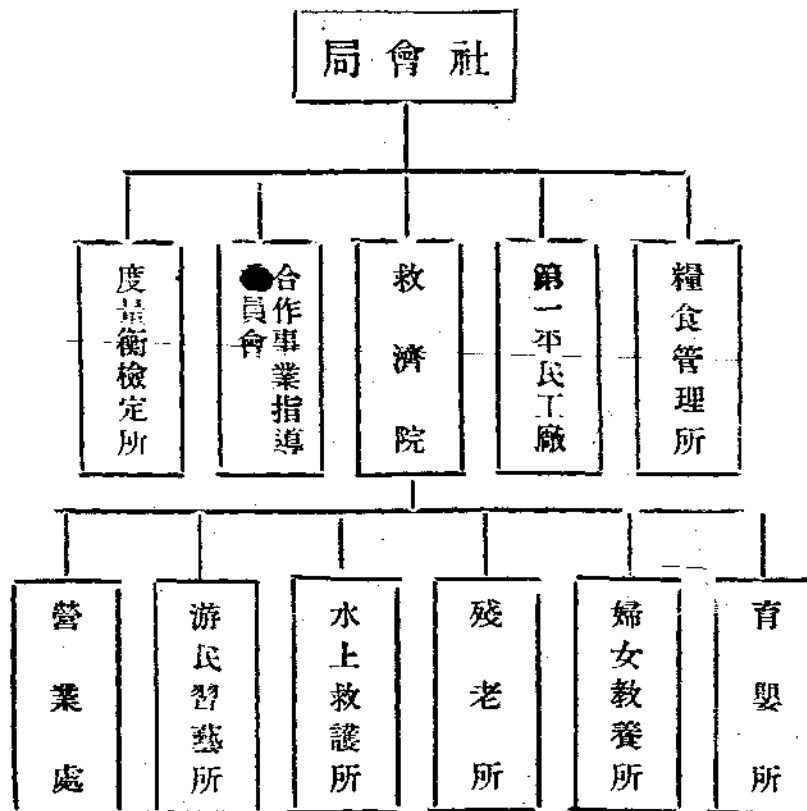 社會局
糧食管理所
第一平民工廠
救濟院
合作事業指導
員會
度量衡檢定所
育嬰所
婦女教養所
殘老所
水上救護所
游民習藝所
營業處